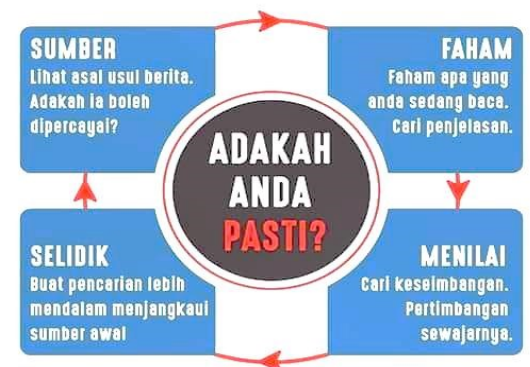 SUMBER
Lihat asal usul berita.
Adakah ia boleh
dipercayai?
FAHAM
Faham apa yang
anda sedang baca.
Cari penjelasan.
ADAKAH
ANDA
PASTI?
SELIDIK
Buat pencarian lebih
mendalam menjangkaui
sumber awal
MENILAI
Cari keseimbangan.
Pertimbangan
sewajarnya.